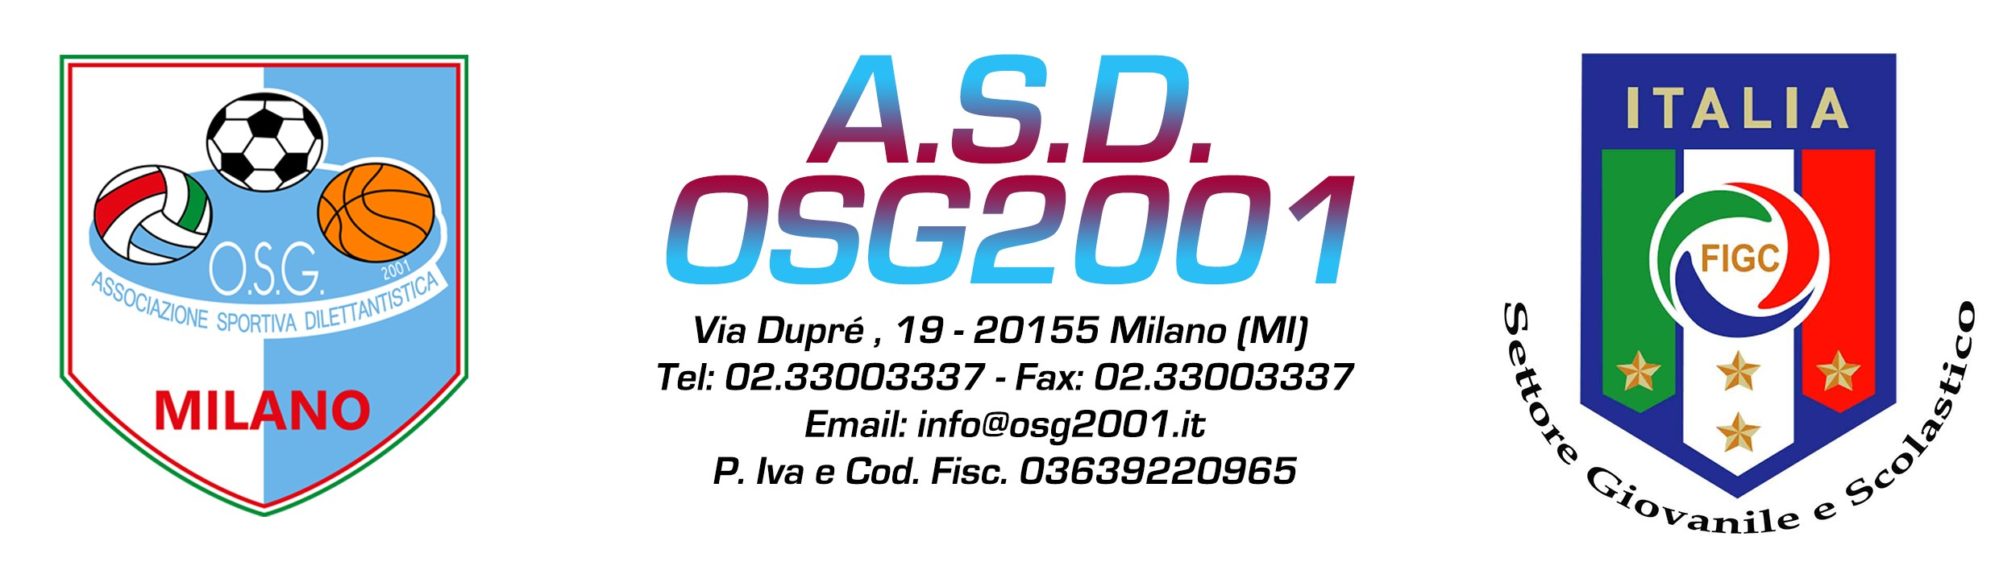 O.S.G.
2001
ASSOCIAZIONE SPORTIVA DILETTANTISTICA
MILANO
A.S.D.
OSG2001
Via Dupré , 19 - 20155 Milano (MI)
Tel: 02.33003337 - Fax: 02.33003337
Email: info@osg2001.it
P. Iva e Cod. Fisc. 03639220965
ITALIA
FIGC
Settore Giovanile e Scolastico